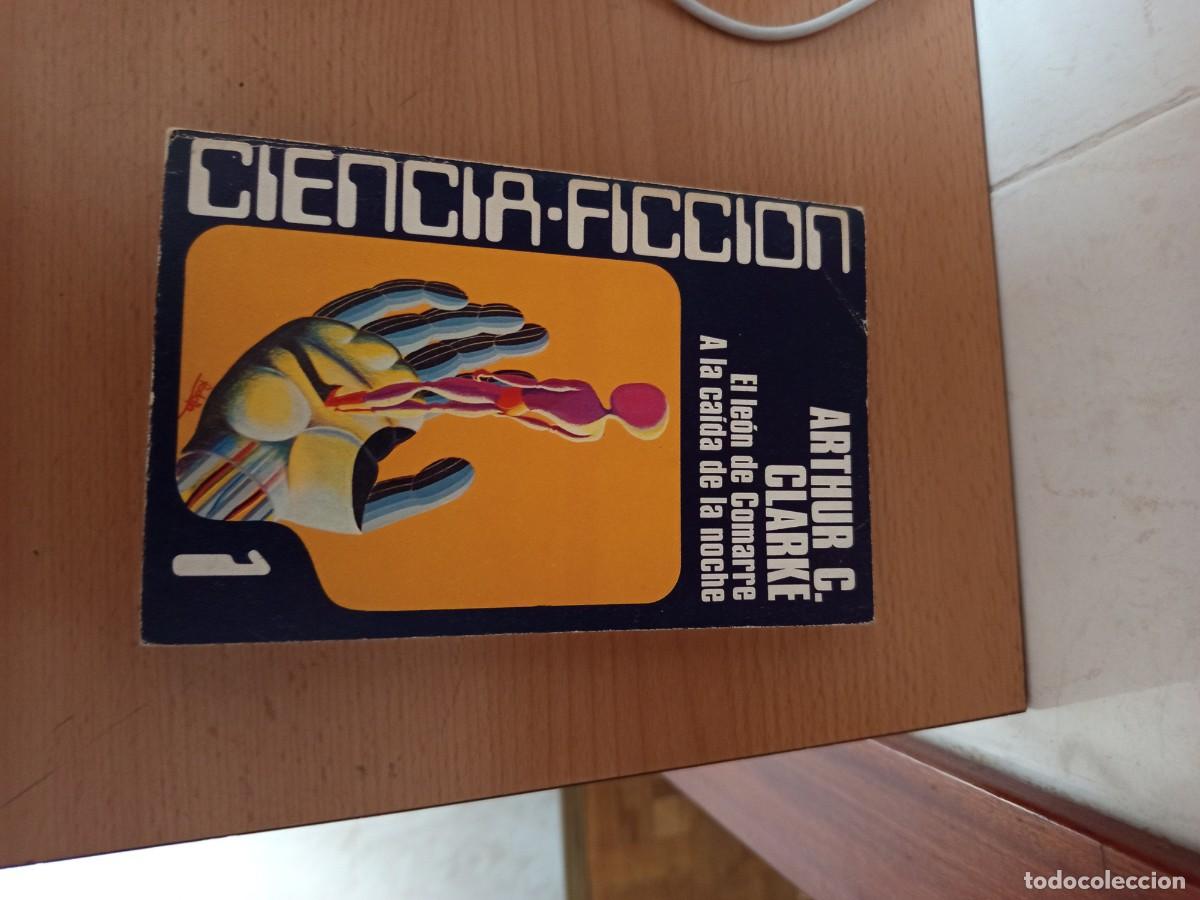 ARTHUR C.
CLARKE
El león de Comarre
A la caída de la noche
CIENCIA-FICCION
1
todocoleccion